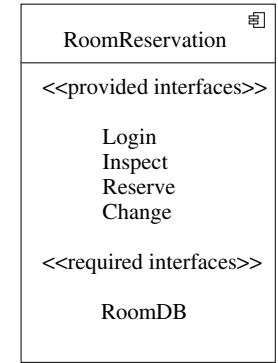 RoomReservation
<<provided interfaces>>
Login
Inspect
Reserve
Change
<<required interfaces>>
RoomDB